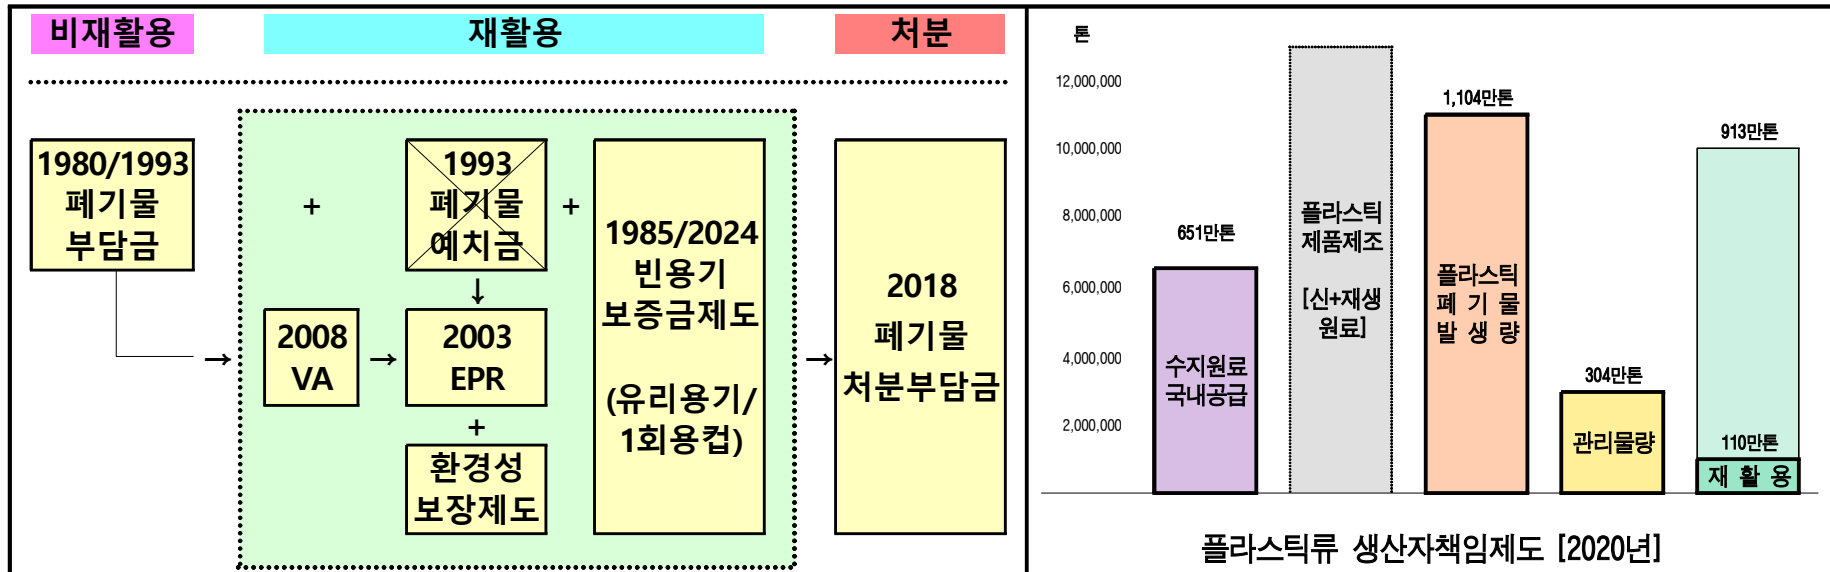 비재활용
재활용
처분
1980/1993
폐기물
부담금
+
1993
폐기물
예치금
+
1985/2024
빈용기
보증금제도
(유리용기/
1회용컵)
↓
→
2008
VA
→
2003
EPR
+
환경성
보장제도
→
2018
폐기물
처분부담금
톤
12,000,000
10,000,000
8,000,000
6,000,000
4,000,000
2,000,000
651만톤
수지원료
국내공급
플라스틱
제품제조
[신+재생
원료]
1,104만톤
플라스틱
폐 기 물
발 생 량
304만톤
관리물량
913만톤
110만톤
재 활 용
플라스틱류 생산자책임제도 [2020년]